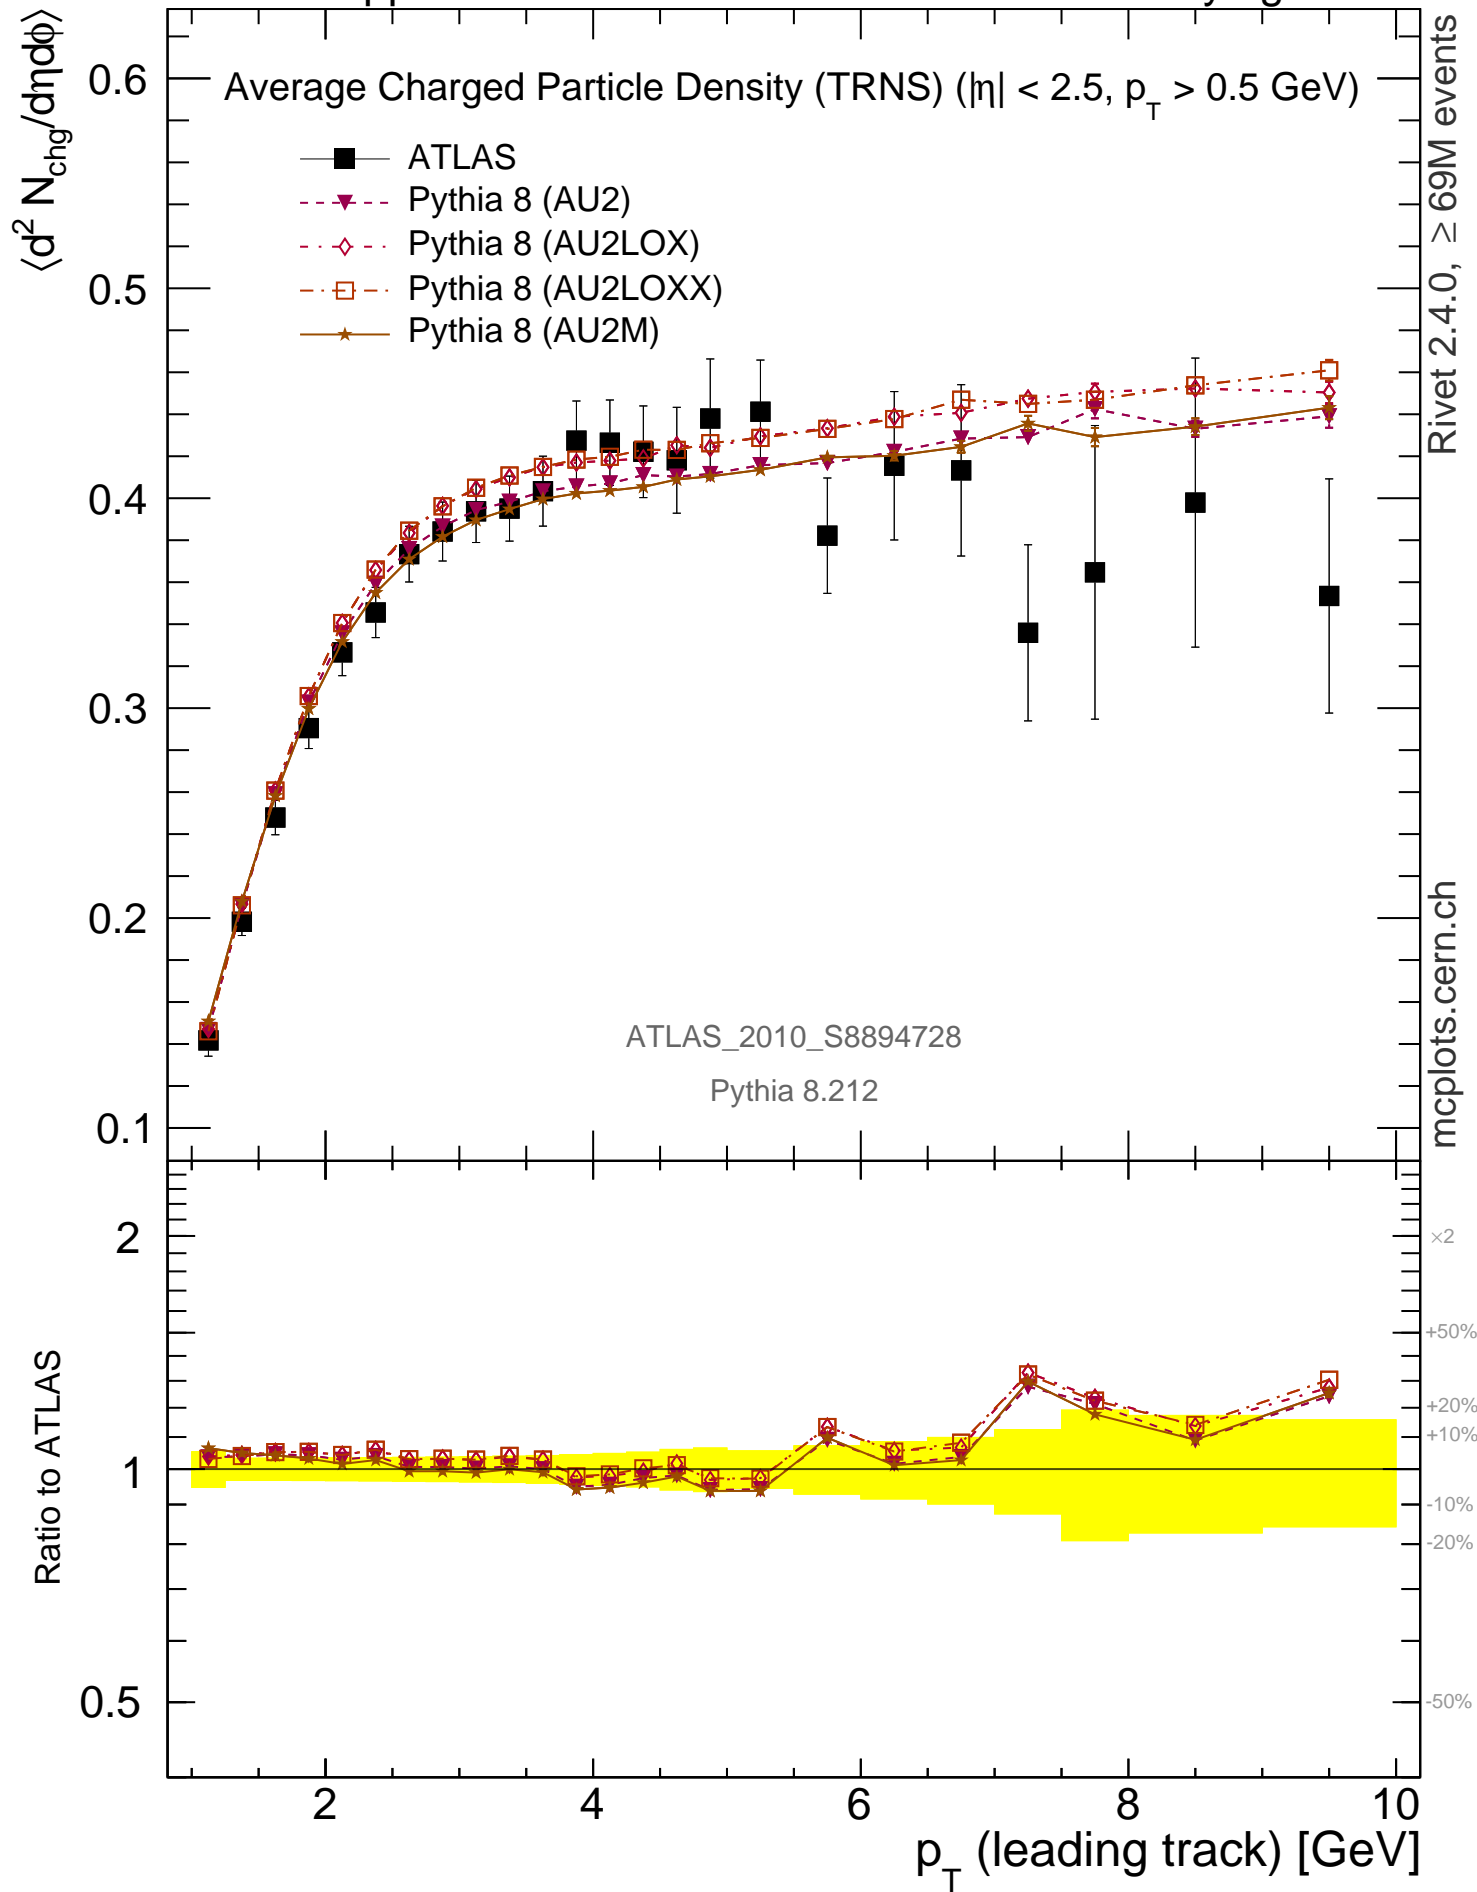 ⟨d² N_chg/dηdϕ⟩
Average Charged Particle Density (TRNS) (|η| < 2.5, p_T > 0.5 GeV)
ATLAS
Pythia 8 (AU2)
Pythia 8 (AU2LOX)
Pythia 8 (AU2LOXX)
Pythia 8 (AU2M)
0.6
0.5
0.4
0.3
0.2
0.1
ATLAS_2010_S8894728
Pythia 8.212
Rivet 2.4.0, ≥ 69M events
mcplots.cern.ch
Ratio to ATLAS
2
1
0.5
×2
+50%
+20%
+10%
-10%
-20%
-50%
2 4 6 8 10
p_T (leading track) [GeV]